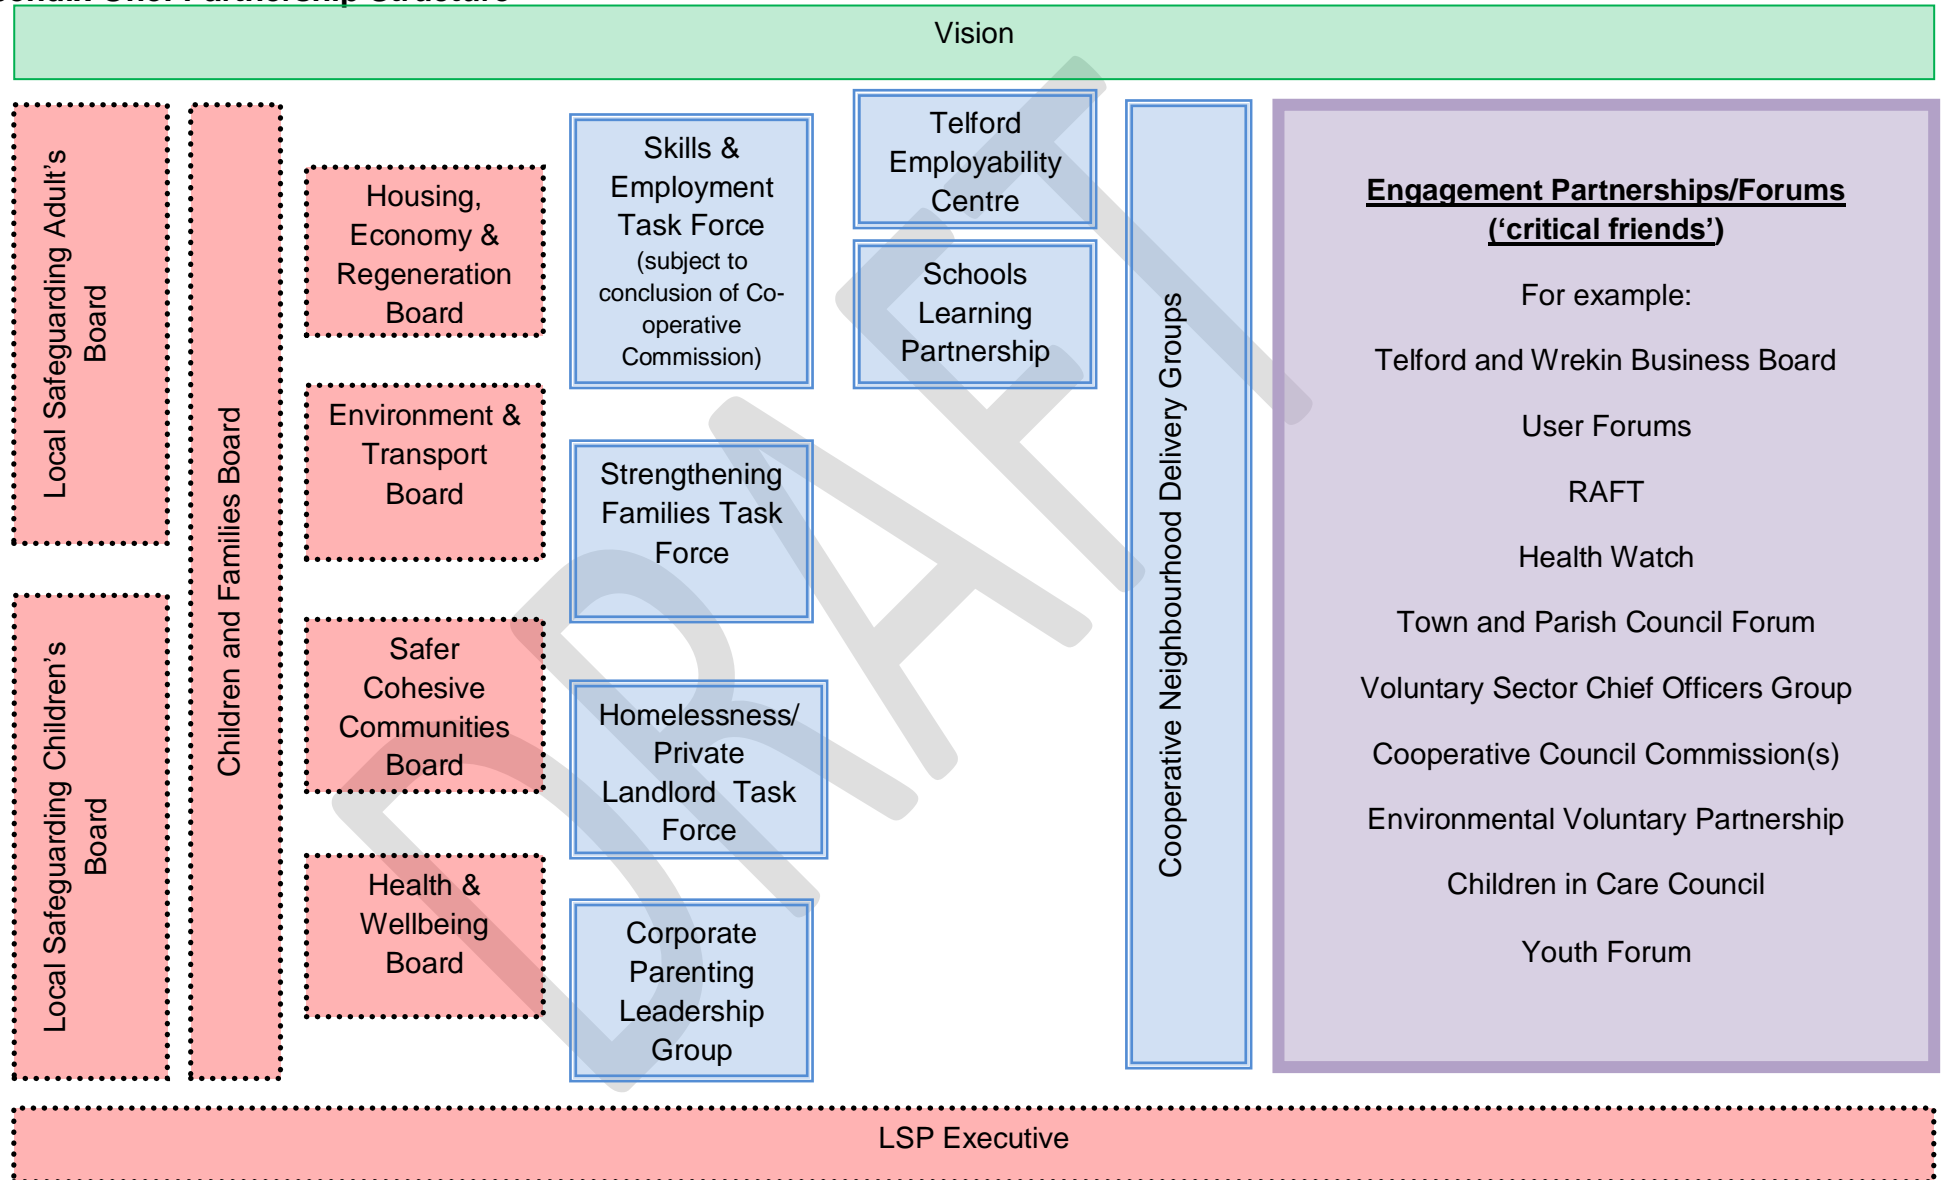 Vision
Local Safeguarding Adult’s
Board
Local Safeguarding Children’s
Board
Children and Families Board
Housing,
Economy &
Regeneration
Board
Environment &
Transport
Board
Safer
Cohesive
Communities
Board
Health &
Wellbeing
Board
Skills &
Employment
Task Force
(subject to
conclusion of Co-
operative
Commission)
Strengthening
Families Task
Force
Homelessness/
Private
Landlord Task
Force
Corporate
Parenting
Leadership
Group
Telford
Employability
Centre
Schools
Learning
Partnership
Cooperative Neighbourhood Delivery Groups
Engagement Partnerships/Forums
(‘critical friends’)
For example:
Telford and Wrekin Business Board
User Forums
RAFT
Health Watch
Town and Parish Council Forum
Voluntary Sector Chief Officers Group
Cooperative Council Commission(s)
Environmental Voluntary Partnership
Children in Care Council
Youth Forum
LSP Executive
DRAFT